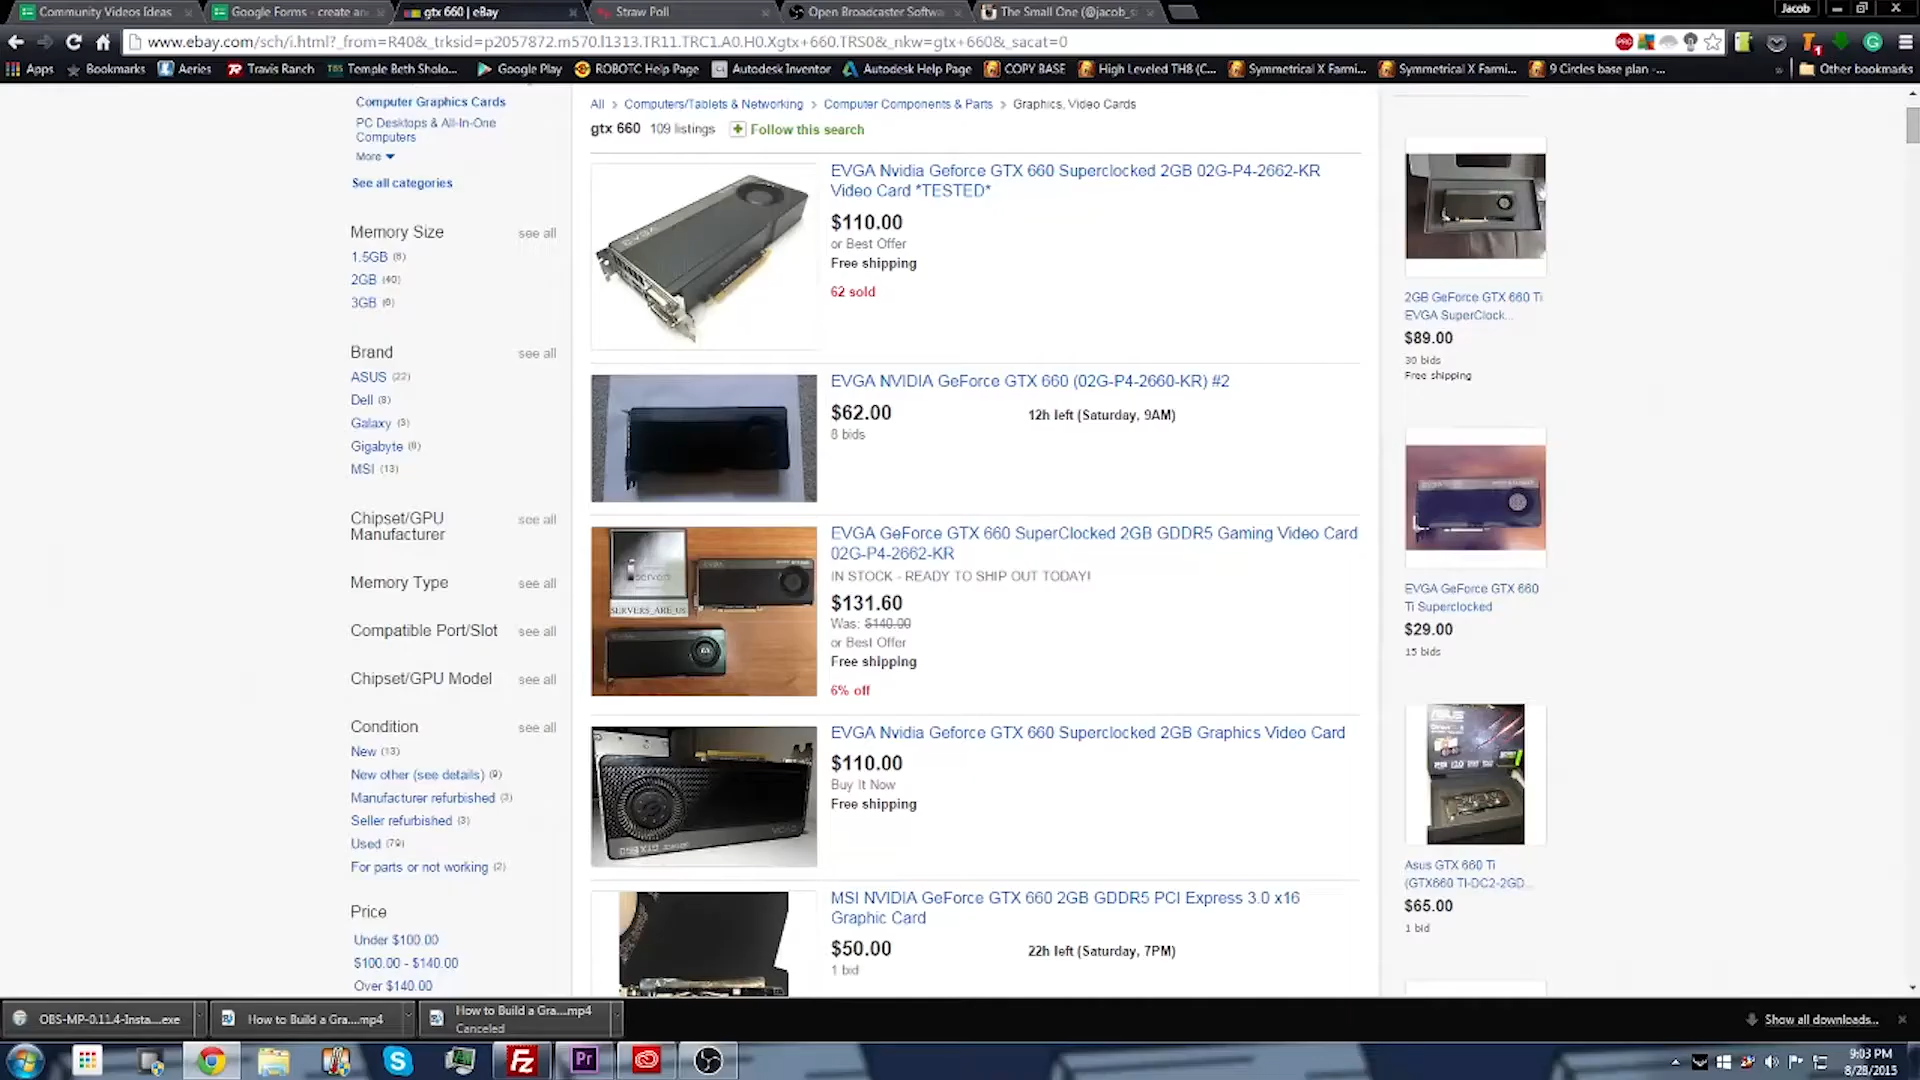 Community Videos Ideas
Google Forms - create an
gtx 660 | eBay
Straw Poll
Open Broadcaster Softwa
The Small One (@jacob_s
Jacob
www.ebay.com/sch/i.html?_from=R40&_trksid=p2057872.m570.l1313.TR11.TRC1.A0.H0.Xgtx+660.TRS0&_nkw=gtx+660&_sacat=0
Apps
Bookmarks
Aeries
Travis Ranch
Temple Beth Sholo...
Google Play
ROBOTC Help Page
Autodesk Inventor
Autodesk Help Page
COPY BASE
High Leveled TH8 (C...
Symmetrical X Farmi...
Symmetrical X Farmi...
9 Circles base plan -...
Other bookmarks
Computer Graphics Cards
PC Desktops & All-In-One
Computers
More
See all categories
Memory Size see all
1.5GB (8)
2GB (40)
3GB (8)
Brand see all
ASUS (22)
Dell (9)
Galaxy (3)
Gigabyte (8)
MSI (13)
Chipset/GPU
Manufacturer see all
Memory Type see all
Compatible Port/Slot see all
Chipset/GPU Model see all
Condition see all
New (13)
New other (see details) (9)
Manufacturer refurbished (3)
Seller refurbished (3)
Used (79)
For parts or not working (2)
Price
Under $100.00
$100.00 - $140.00
Over $140.00
All > Computers/Tablets & Networking > Computer Components & Parts > Graphics, Video Cards
gtx 660 109 listings Follow this search
EVGA Nvidia Geforce GTX 660 Superclocked 2GB 02G-P4-2662-KR
Video Card *TESTED*
$110.00
or Best Offer
Free shipping
62 sold
EVGA NVIDIA GeForce GTX 660 (02G-P4-2660-KR) #2
$62.00 12h left (Saturday, 9AM)
8 bids
SERVERS_ARE_US
EVGA GeForce GTX 660 SuperClocked 2GB GDDR5 Gaming Video Card
02G-P4-2662-KR
IN STOCK - READY TO SHIP OUT TODAY!
$131.60
Was: $140.00
or Best Offer
Free shipping
6% off
EVGA Nvidia Geforce GTX 660 Superclocked 2GB Graphics Video Card
$110.00
Buy It Now
Free shipping
MSI NVIDIA GeForce GTX 660 2GB GDDR5 PCI Express 3.0 x16
Graphic Card
$50.00 22h left (Saturday, 7PM)
1 bid
2GB GeForce GTX 660 Ti
EVGA SuperClock...
$89.00
30 bids
Free shipping
EVGA GeForce GTX 660
Ti Superclocked
$29.00
15 bids
ASUS
Asus GTX 660 Ti
(GTX660 TI-DC2-2GD...
$65.00
1 bid
OBS-MP-0.11.4-Insta....exe
How to Build a Gra....mp4
How to Build a Gra....mp4
Canceled
Show all downloads...
9:03 PM
8/28/2015